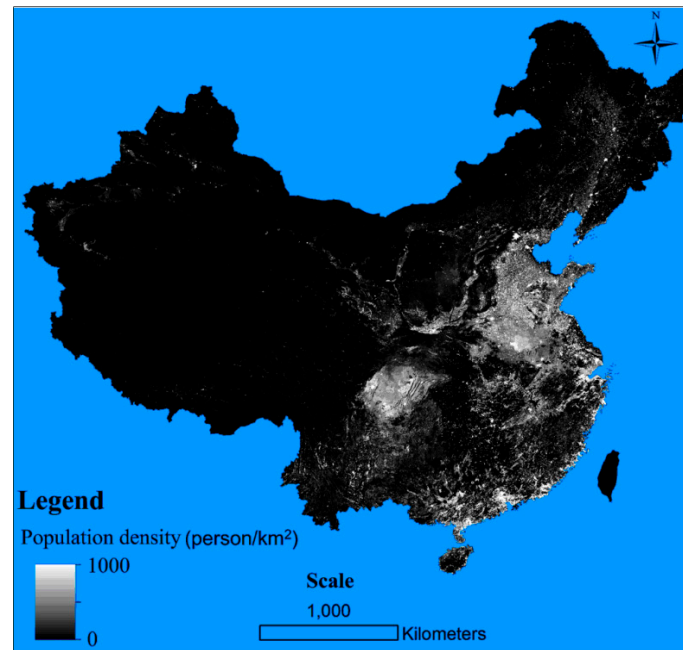 N
Legend
Population density (person/km²)
1000
0
Scale
1,000
Kilometers